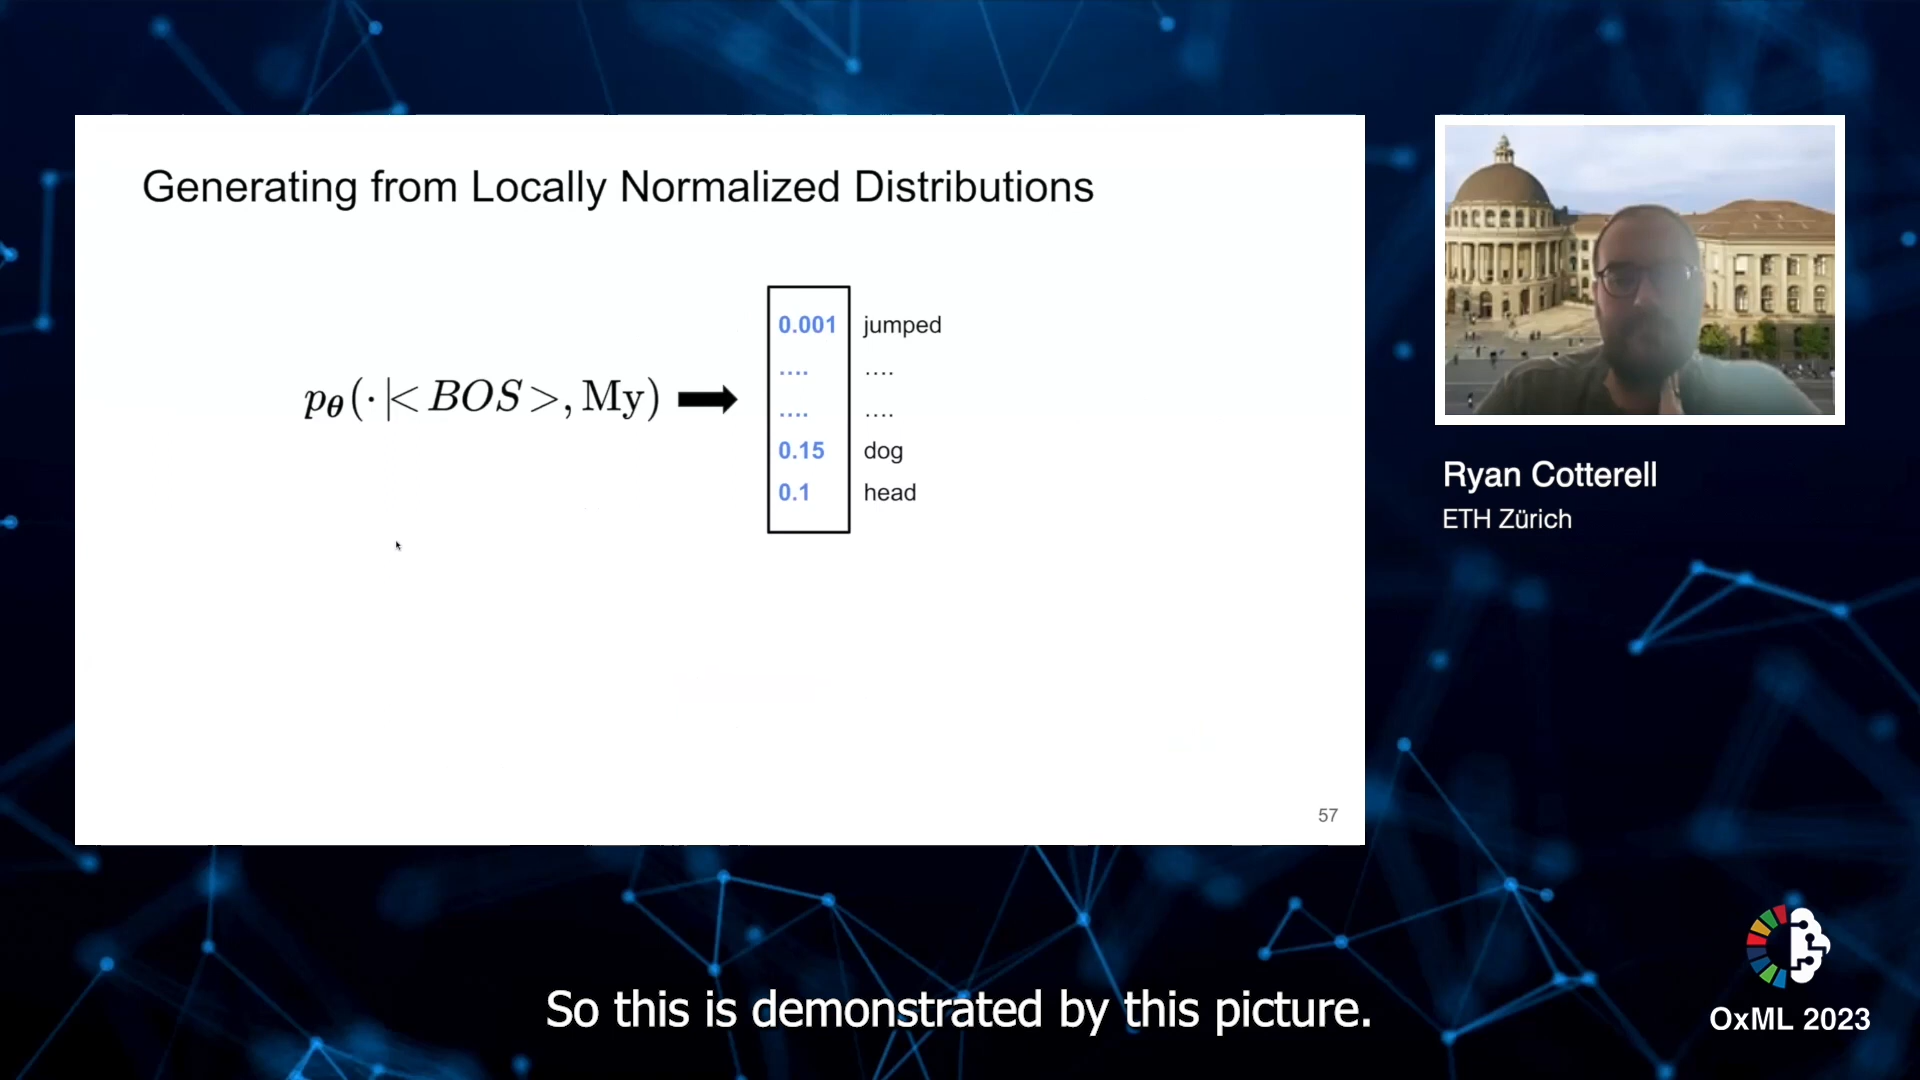 Generating from Locally Normalized Distributions
pθ(· |< BOS >, My)
0.001 jumped
.... ....
.... ....
0.15 dog
0.1 head
57
Ryan Cotterell
ETH Zürich
So this is demonstrated by this picture.
OxML 2023